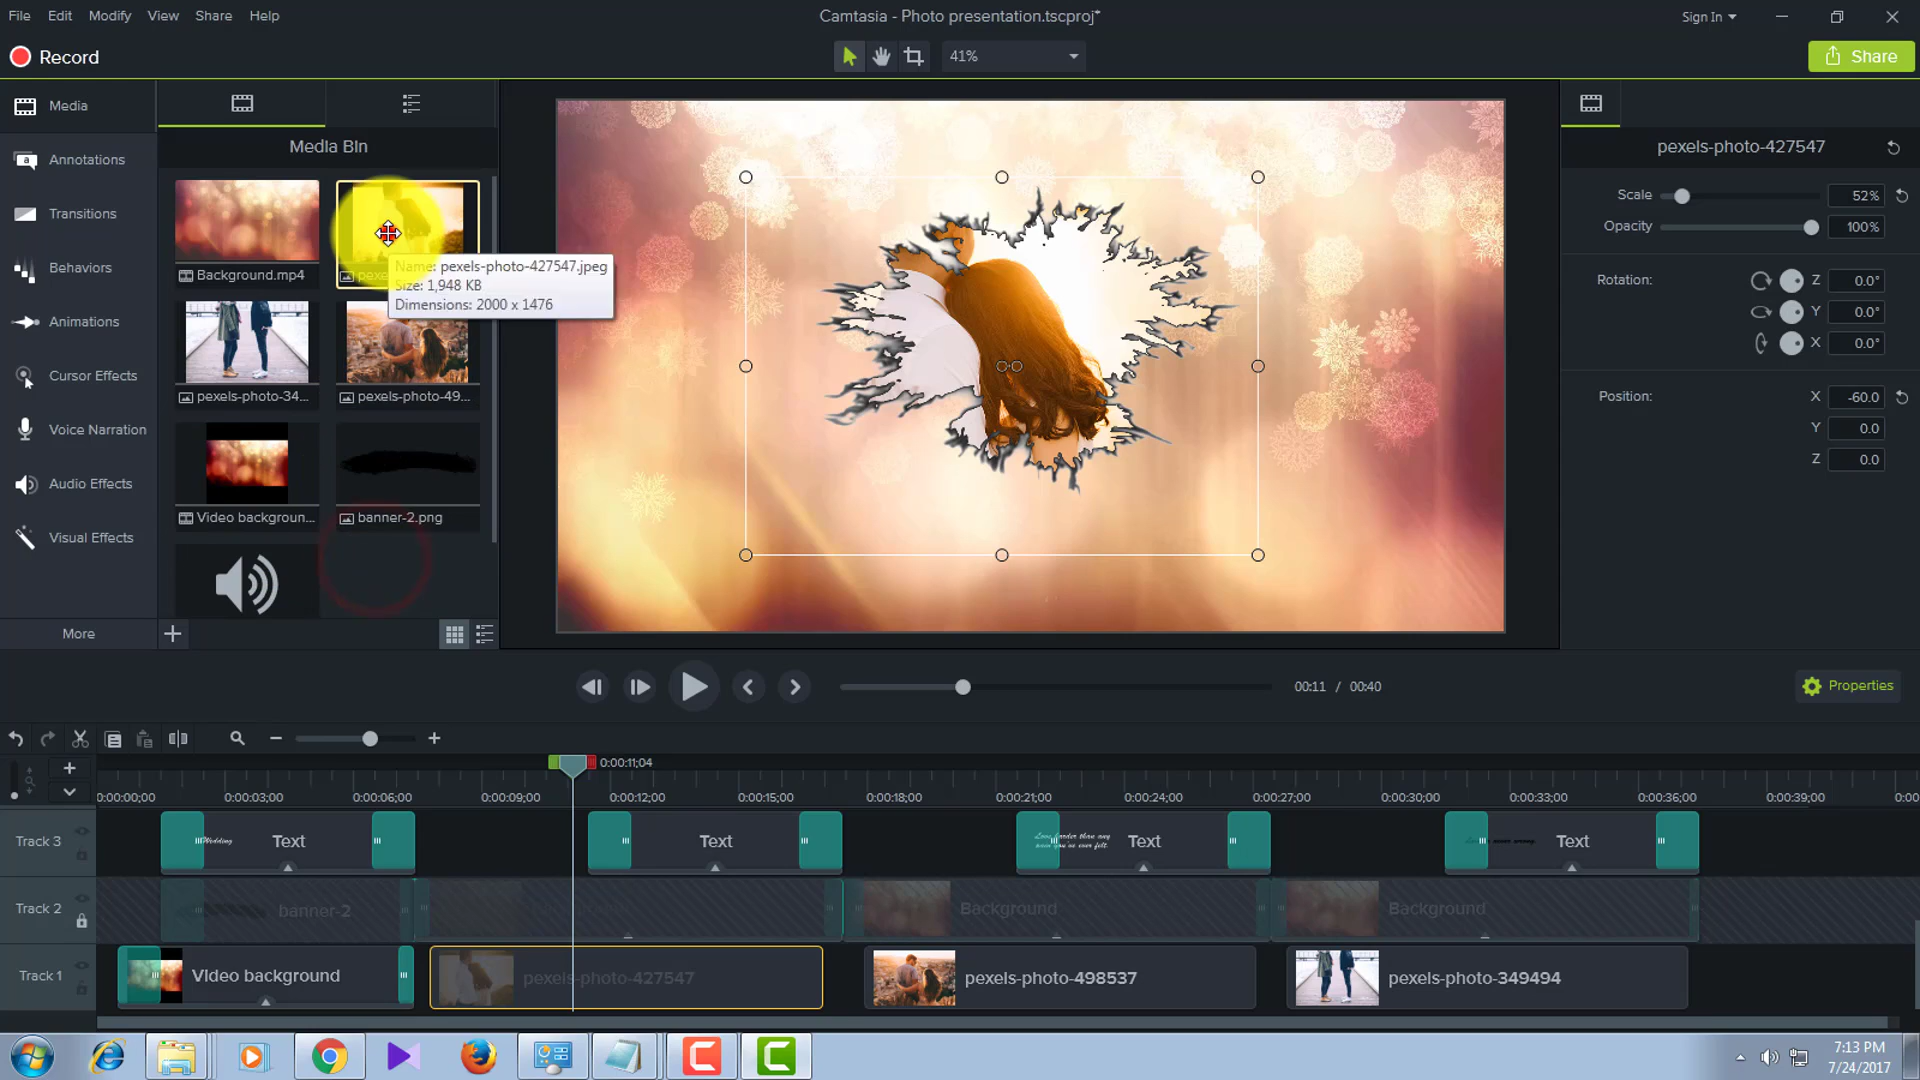 File Edit Modify View Share Help
Camtasia - Photo presentation.tscproj*
Sign In
Record
41%
Share
Media
Annotations
Transitions
Behaviors
Animations
Cursor Effects
Voice Narration
Audio Effects
Visual Effects
More
Media Bin
Background.mp4
Name: pexels-photo-427547.jpeg
Size: 1,948 KB
Dimensions: 2000 x 1476
pexels-photo-34...
pexels-photo-49...
Video backgroun...
banner-2.png
pexels-photo-427547
Scale 52%
Opacity 100%
Rotation: Z 0.0°
Y 0.0°
X 0.0°
Position: X -60.0
Y 0.0
Z 0.0
00:11 / 00:40
Properties
0:00:11;04
0:00:00;00 0:00:03;00 0:00:06;00 0:00:09;00 0:00:12;00 0:00:15;00 0:00:18;00 0:00:21;00 0:00:24;00 0:00:27;00 0:00:30;00 0:00:33;00 0:00:36;00 0:00:39;00 0:00
Track 3
Wedding Text
Text
Text
Text
Track 2
banner-2
Background
Background
Track 1
VIdeo background
pexels-photo-427547
pexels-photo-498537
pexels-photo-349494
7:13 PM
7/24/2017